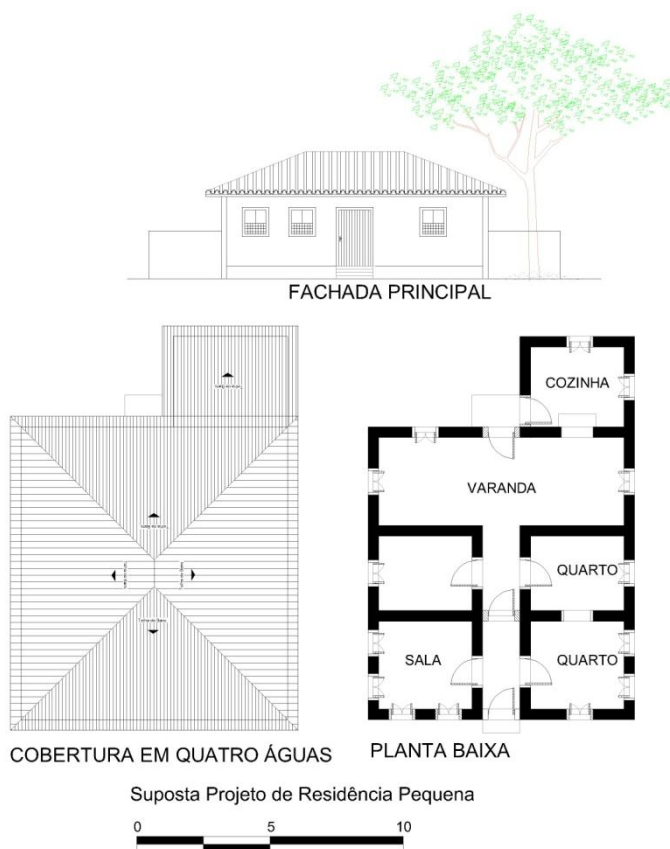 FACHADA PRINCIPAL
COZINHA
VARANDA
QUARTO
SALA
QUARTO
COBERTURA EM QUATRO ÁGUAS
PLANTA BAIXA
Suposta Projeto de Residência Pequena
0 5 10